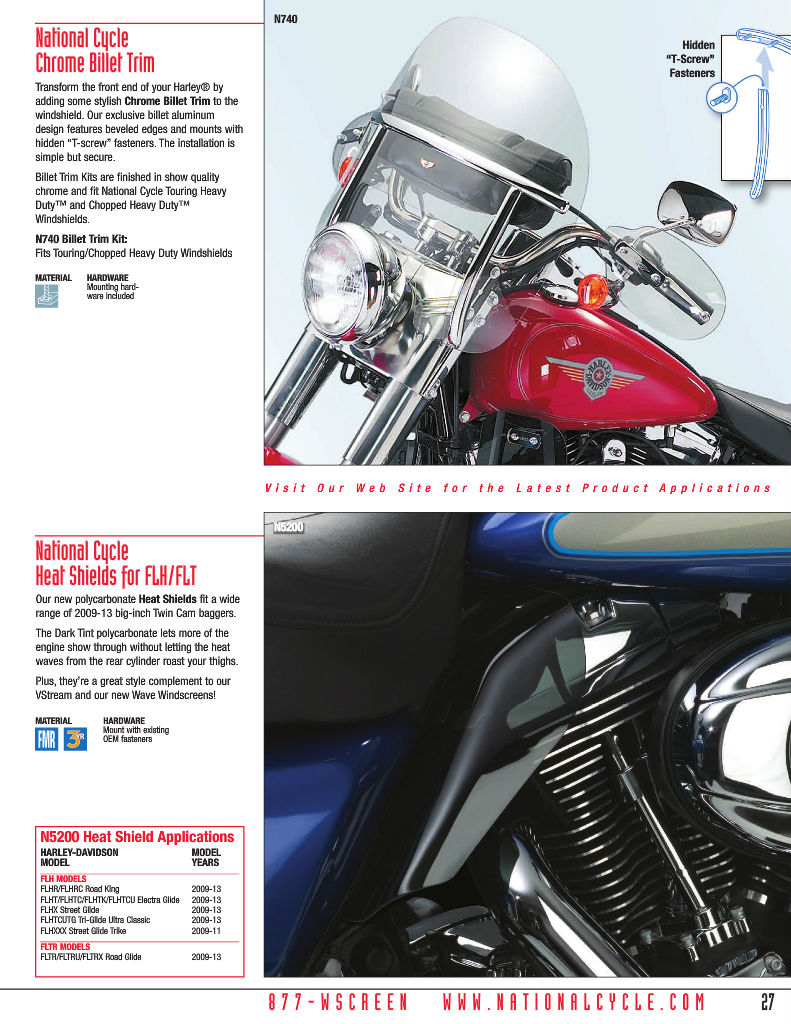 National Cycle
Chrome Billet Trim
Transform the front end of your Harley® by
adding some stylish Chrome Billet Trim to the
windshield. Our exclusive billet aluminum
design features beveled edges and mounts with
hidden “T-screw” fasteners. The installation is
simple but secure.
Billet Trim Kits are finished in show quality
chrome and fit National Cycle Touring Heavy
Duty™ and Chopped Heavy Duty™
Windshields.
N740 Billet Trim Kit:
Fits Touring/Chopped Heavy Duty Windshields
MATERIAL
HARDWARE
Mounting hard-
ware included
N740
Hidden
“T-Screw”
Fasteners
HARLEY-
DAVIDSON
Visit Our Web Site for the Latest Product Applications
National Cycle
Heat Shields for FLH/FLT
Our new polycarbonate Heat Shields fit a wide
range of 2009-13 big-inch Twin Cam baggers.
The Dark Tint polycarbonate lets more of the
engine show through without letting the heat
waves from the rear cylinder roast your thighs.
Plus, they’re a great style complement to our
VStream and our new Wave Windscreens!
MATERIAL
FMR 3YR
HARDWARE
Mount with existing
OEM fasteners
N5200
N5200 Heat Shield Applications
HARLEY-DAVIDSON MODEL
MODEL YEARS
FLH MODELS
FLHR/FLHRC Road King 2009-13
FLHT/FLHTC/FLHTK/FLHTCU Electra Glide 2009-13
FLHX Street Glide 2009-13
FLHTCUTG Tri-Glide Ultra Classic 2009-13
FLHXXX Street Glide Trike 2009-11
FLTR MODELS
FLTR/FLTRU/FLTRX Road Glide 2009-13
877-WSCREEN WWW.NATIONALCYCLE.COM 27